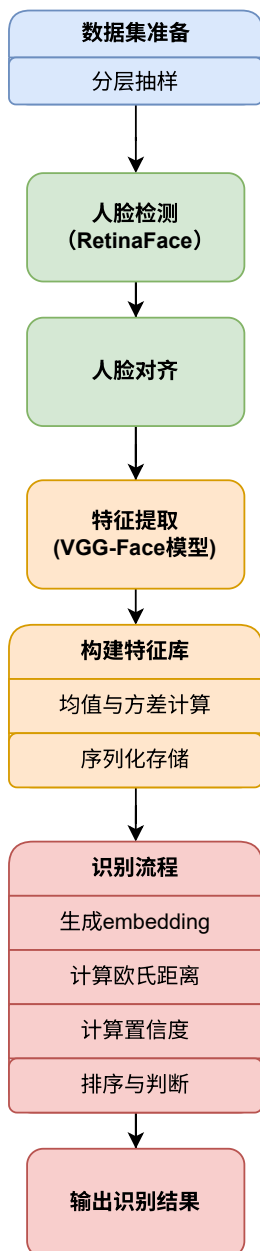 数据集准备
分层抽样
人脸检测
（RetinaFace）
人脸对齐
特征提取
(VGG-Face模型)
构建特征库
均值与方差计算
序列化存储
识别流程
生成embedding
计算欧氏距离
计算置信度
排序与判断
输出识别结果